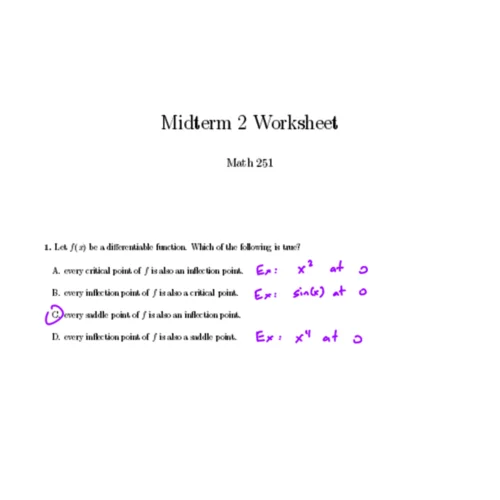 Midterm 2 Worksheet
Math 251
1. Let f(x) be a differentiable function. Which of the following is true?
A. every critical point of f is also an inflection point. Ex: x² at 0
B. every inflection point of f is also a critical point. Ex: sin(x) at 0
C. every saddle point of f is also an inflection point.
D. every inflection point of f is also a saddle point. Ex: x⁴ at 0